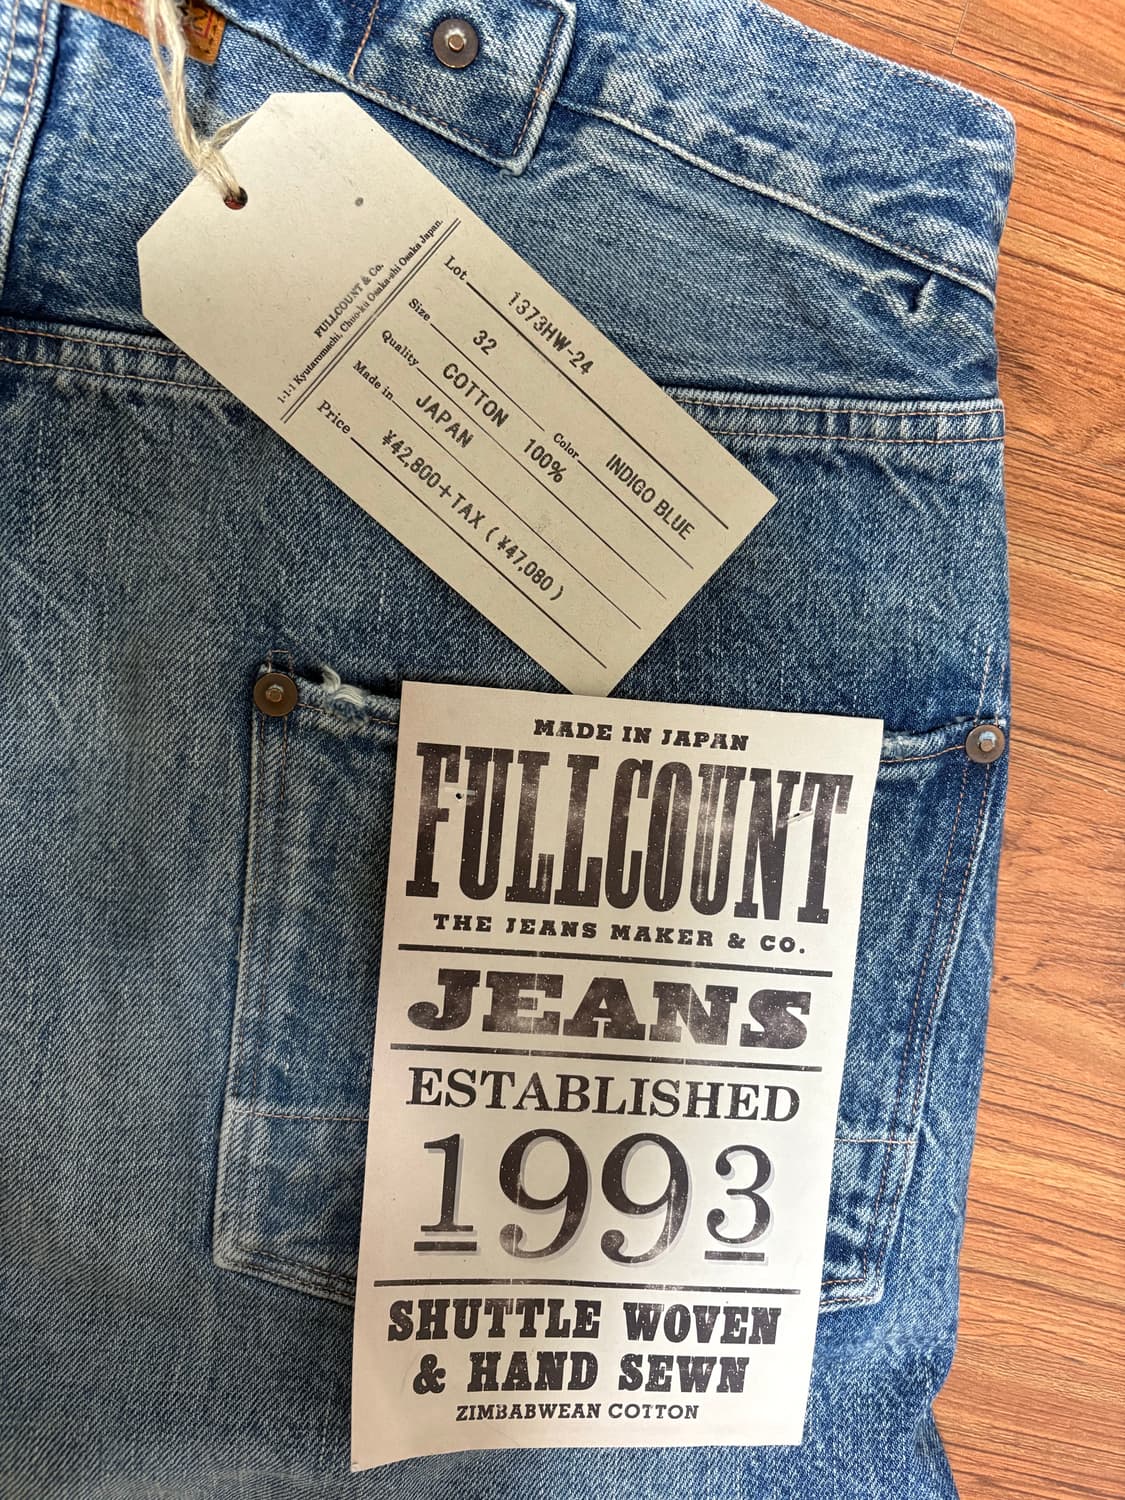 FULLCOUNT & Co.
1-1-1 Kyutaromachi, Chuo-ku Osaka-shi Osaka Japan.
Lot 1373HW-24
Size 32 Color INDIGO BLUE
Quality COTTON 100%
Made in JAPAN
Price ¥42,800+TAX (¥47,080)
MADE IN JAPAN
FULLCOUNT
THE JEANS MAKER & CO.
JEANS
ESTABLISHED
1993
SHUTTLE WOVEN
& HAND SEWN
ZIMBABWEAN COTTON